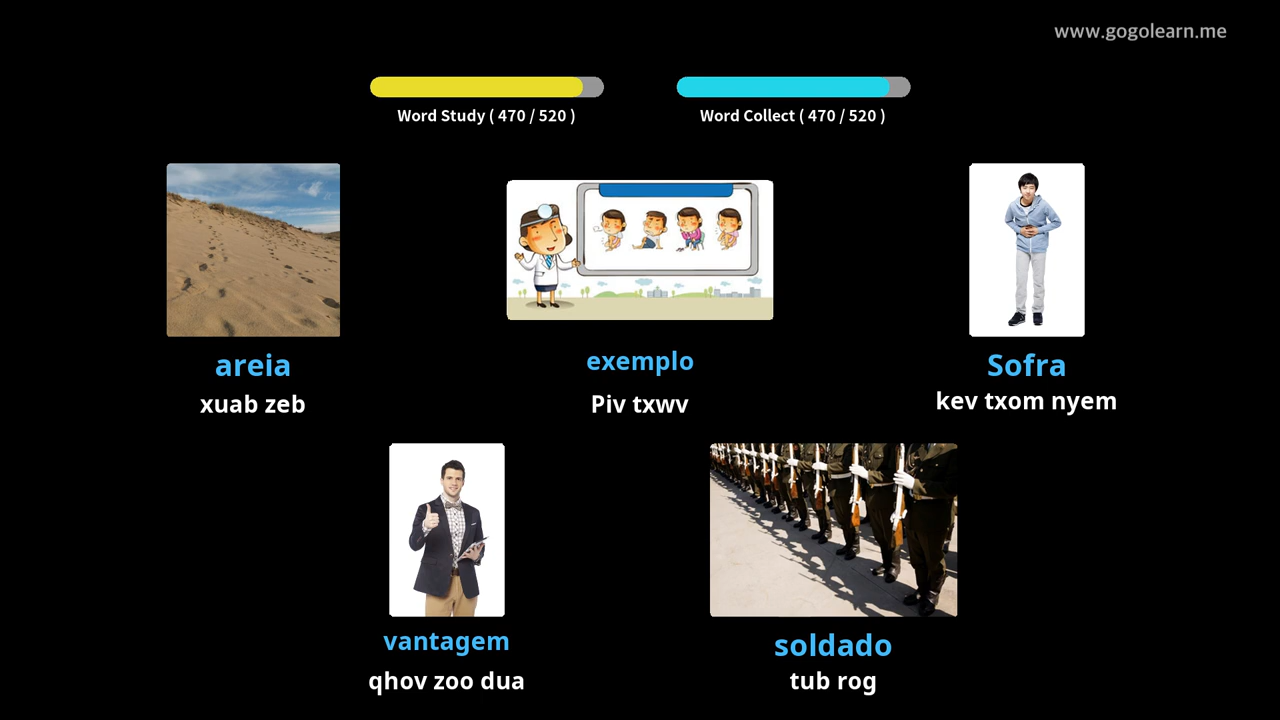 www.gogolearn.me
Word Study ( 470 / 520 )
Word Collect ( 470 / 520 )
areia
xuab zeb
exemplo
Piv txwv
Sofra
kev txom nyem
vantagem
qhov zoo dua
soldado
tub rog